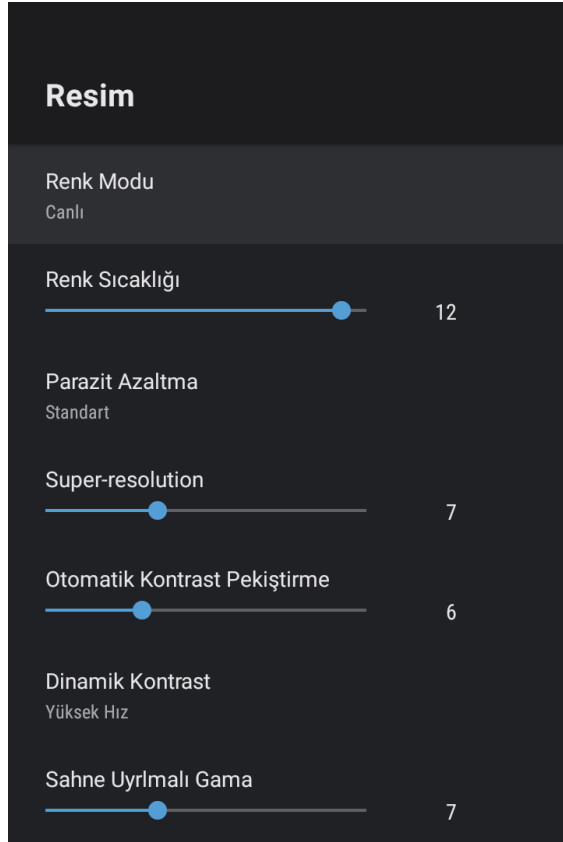 Resim
Renk Modu
Canlı
Renk Sıcaklığı
12
Parazit Azaltma
Standart
Super-resolution
7
Otomatik Kontrast Pekiştirme
6
Dinamik Kontrast
Yüksek Hız
Sahne Uyrlmalı Gama
7